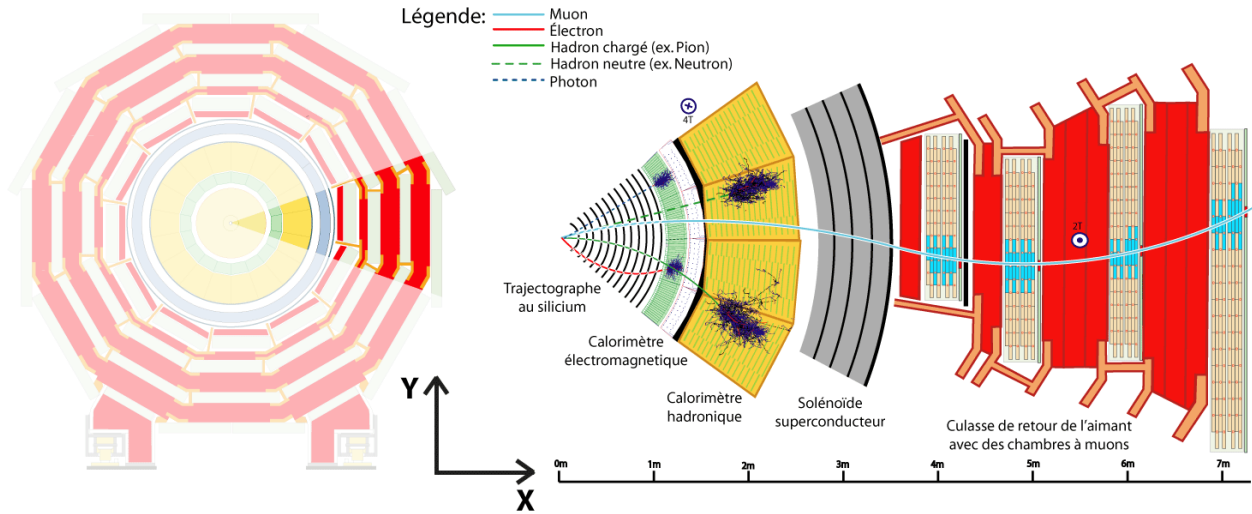 Légende:
Muon
Électron
Hadron chargé (ex. Pion)
Hadron neutre (ex. Neutron)
Photon
4T
2T
Trajectographe
au silicium
Calorimètre
électromagnetique
Calorimètre
hadronique
Solénoïde
superconducteur
Culasse de retour de l'aimant
avec des chambres à muons
Y
X
0m 1m 2m 3m 4m 5m 6m 7m